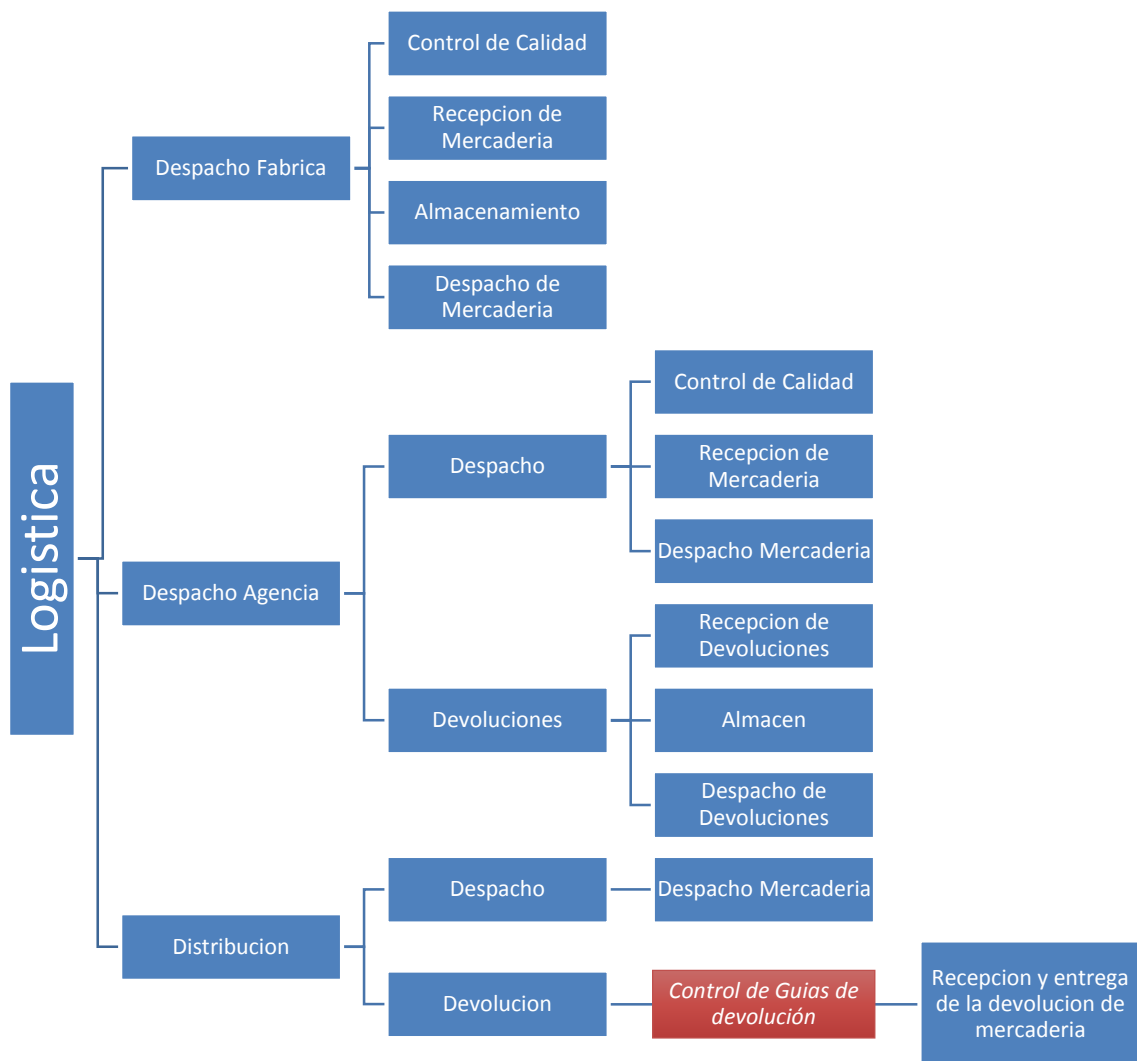 Logistica
Despacho Fabrica
Control de Calidad
Recepcion de
Mercaderia
Almacenamiento
Despacho de
Mercaderia
Despacho Agencia
Despacho
Control de Calidad
Recepcion de
Mercaderia
Despacho Mercaderia
Devoluciones
Recepcion de
Devoluciones
Almacen
Despacho de
Devoluciones
Distribucion
Despacho
Despacho Mercaderia
Devolucion
Control de Guias de
devolución
Recepcion y entrega
de la devolucion de
mercaderia